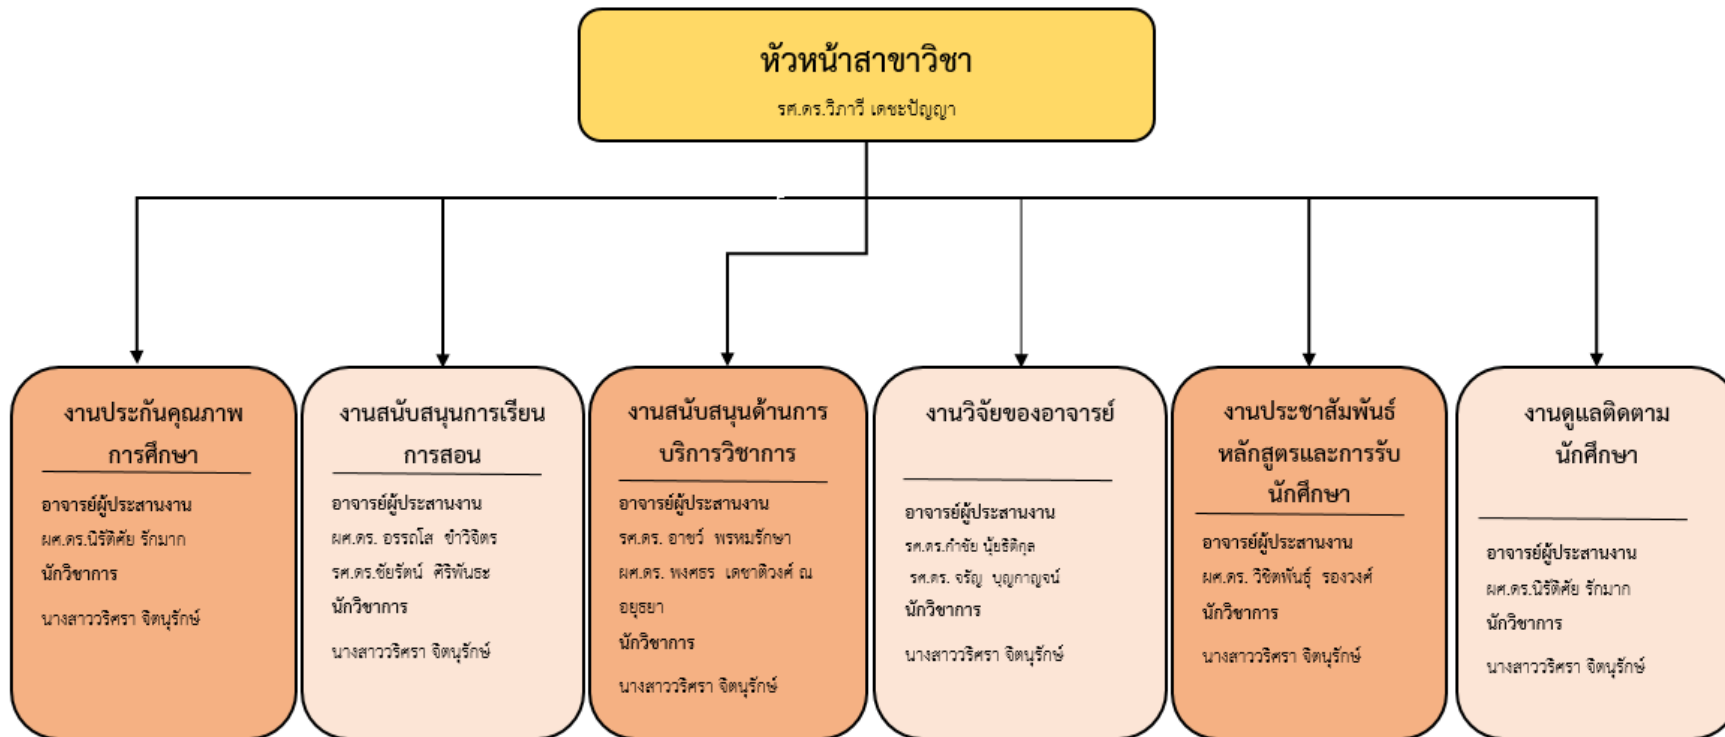 หัวหน้าสาขาวิชา
รศ.ดร.วิภาวี เดชะปัญญา
งานประกันคุณภาพ
การศึกษา
อาจารย์ผู้ประสานงาน
ผศ.ดร.นิรัติศัย รักมาก
นักวิชาการ
นางสาววริศรา จิตนุรักษ์
งานสนับสนุนการเรียน
การสอน
อาจารย์ผู้ประสานงาน
ผศ.ดร. อรรถโส ขำวิจิตร
รศ.ดร.ชัยรัตน์ ศิริพันธะ
นักวิชาการ
นางสาววริศรา จิตนุรักษ์
งานสนับสนุนด้านการ
บริการวิชาการ
อาจารย์ผู้ประสานงาน
รศ.ดร. อาชว์ พรหมรักษา
ผศ.ดร. พงศธร เดชาติวงศ์ ณ
อยุธยา
นักวิชาการ
นางสาววริศรา จิตนุรักษ์
งานวิจัยของอาจารย์
อาจารย์ผู้ประสานงาน
รศ.ดร.กำชัย นุ้ยธิติกุล
รศ.ดร. จรัญ บุญกาญจน์
นักวิชาการ
นางสาววริศรา จิตนุรักษ์
งานประชาสัมพันธ์
หลักสูตรและการรับ
นักศึกษา
อาจารย์ผู้ประสานงาน
ผศ.ดร. วิชิตพันธุ์ รองวงศ์
นักวิชาการ
นางสาววริศรา จิตนุรักษ์
งานดูแลติดตาม
นักศึกษา
อาจารย์ผู้ประสานงาน
ผศ.ดร.นิรัติศัย รักมาก
นักวิชาการ
นางสาววริศรา จิตนุรักษ์